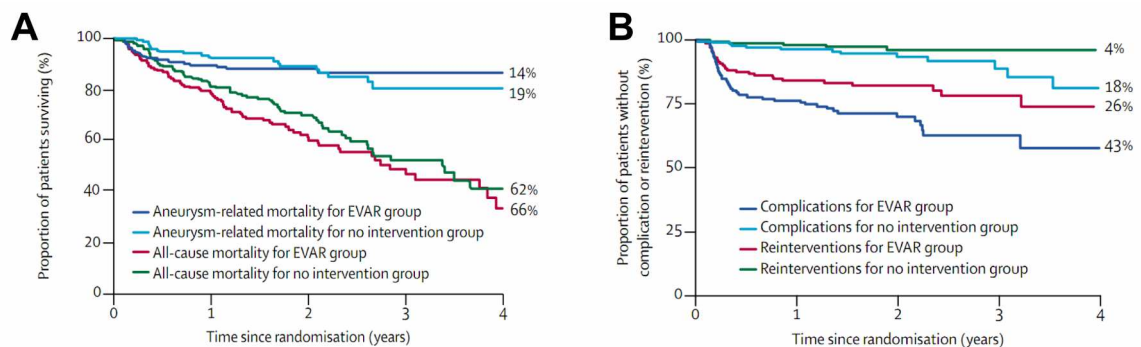 A
Proportion of patients surviving (%)
100
80
60
40
20
0
14%
19%
62%
66%
Aneurysm-related mortality for EVAR group
Aneurysm-related mortality for no intervention group
All-cause mortality for EVAR group
All-cause mortality for no intervention group
0 1 2 3 4
Time since randomisation (years)
B
Proportion of patients without
complication or reintervention (%)
100
75
50
25
0
4%
18%
26%
43%
Complications for EVAR group
Complications for no intervention group
Reinterventions for EVAR group
Reinterventions for no intervention group
0 1 2 3 4
Time since randomisation (years)